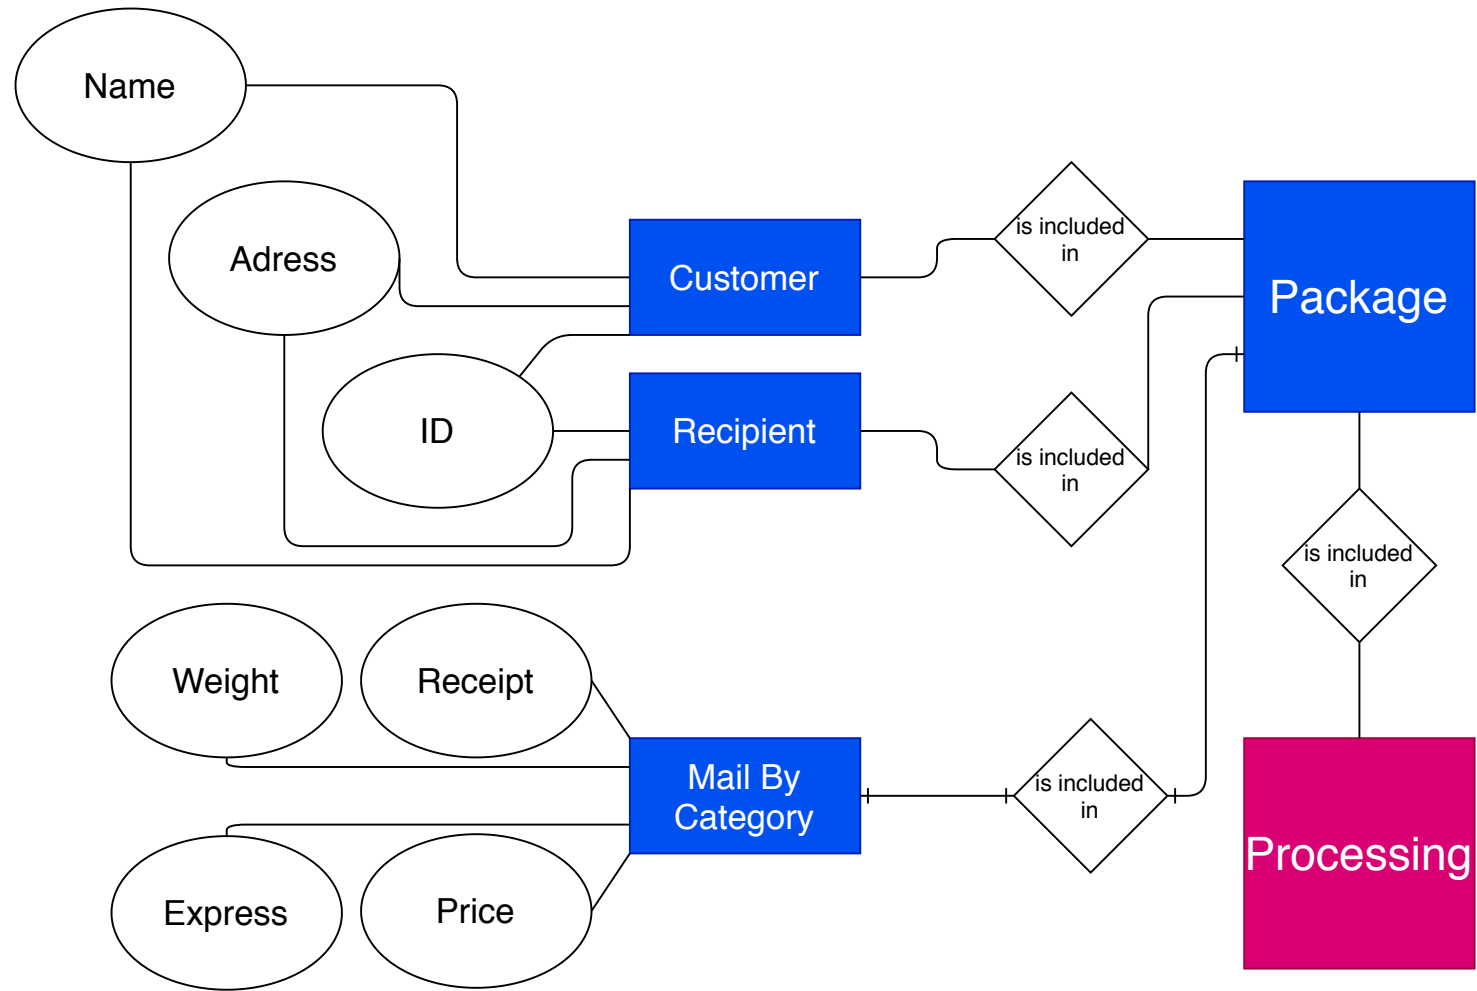 Name
Adress
ID
Customer
Recipient
is included
in
is included
in
Package
is included
in
Weight
Receipt
Express
Price
Mail By
Category
is included
in
Processing